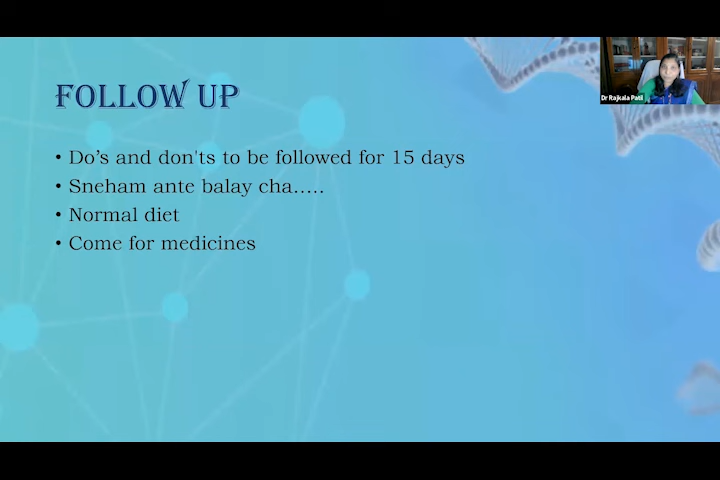 FOLLOW UP
• Do’s and don'ts to be followed for 15 days
• Sneham ante balay cha.....
• Normal diet
• Come for medicines
Dr Rajkala Patil